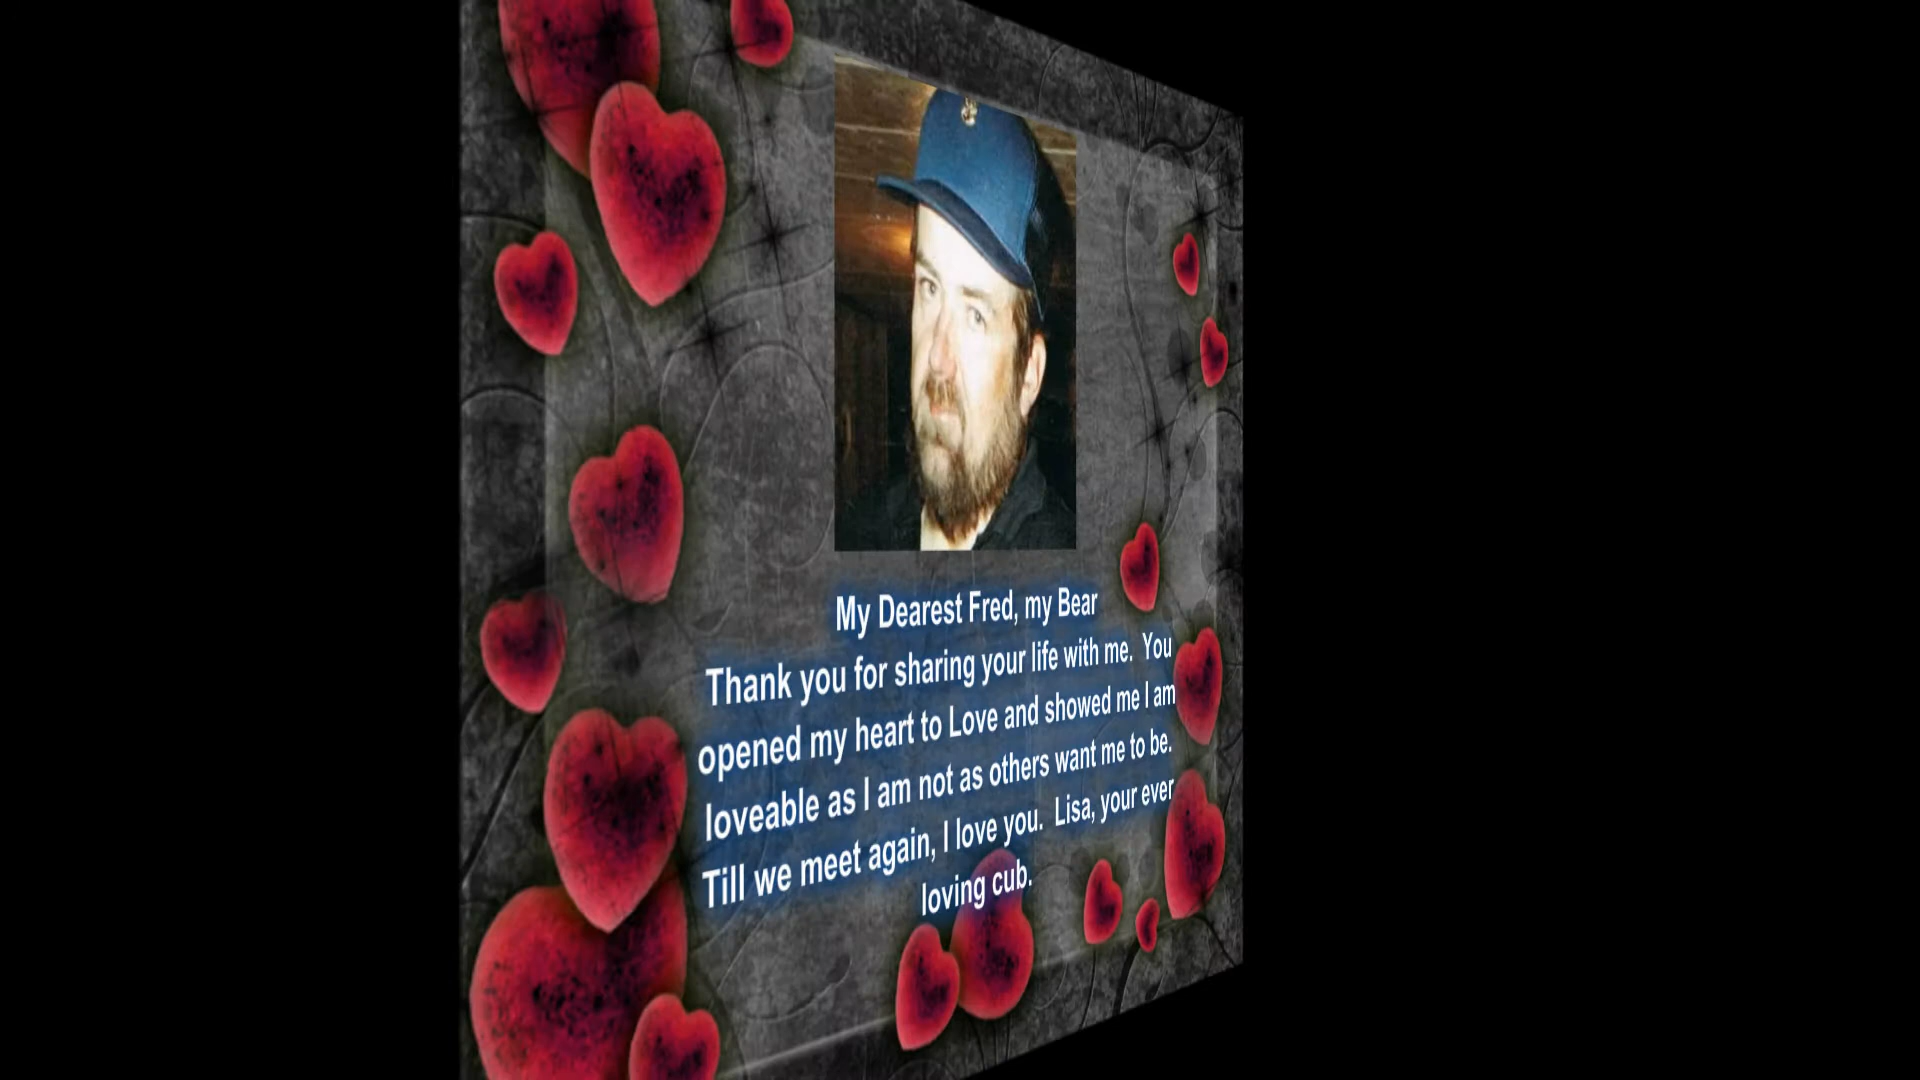 My Dearest Fred, my Bear
Thank you for sharing your life with me.  You
opened my heart to Love and showed me I am
loveable as I am not as others want me to be.
Till we meet again, I love you.  Lisa, your ever
loving cub.